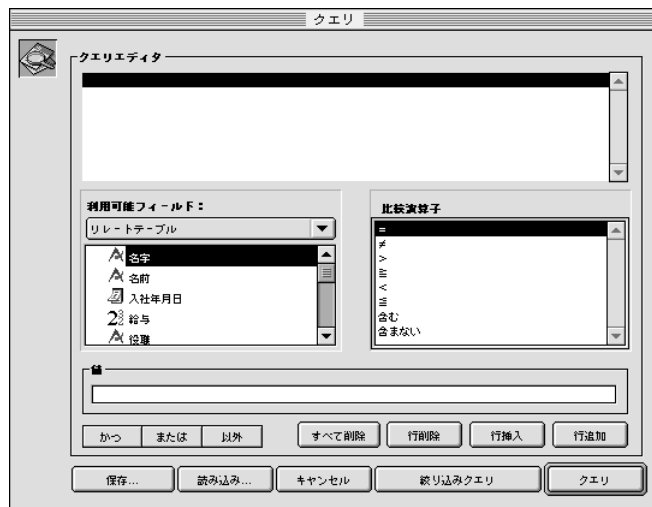 クエリ
クエリエディタ
利用可能フィールド：
リレートテーブル
名字
名前
入社年月日
給与
役職
比較演算子
=
≠
>
≧
<
≦
含む
含まない
値
かつ
または
以外
すべて削除
行削除
行挿入
行追加
保存...
読み込み...
キャンセル
絞り込みクエリ
クエリ